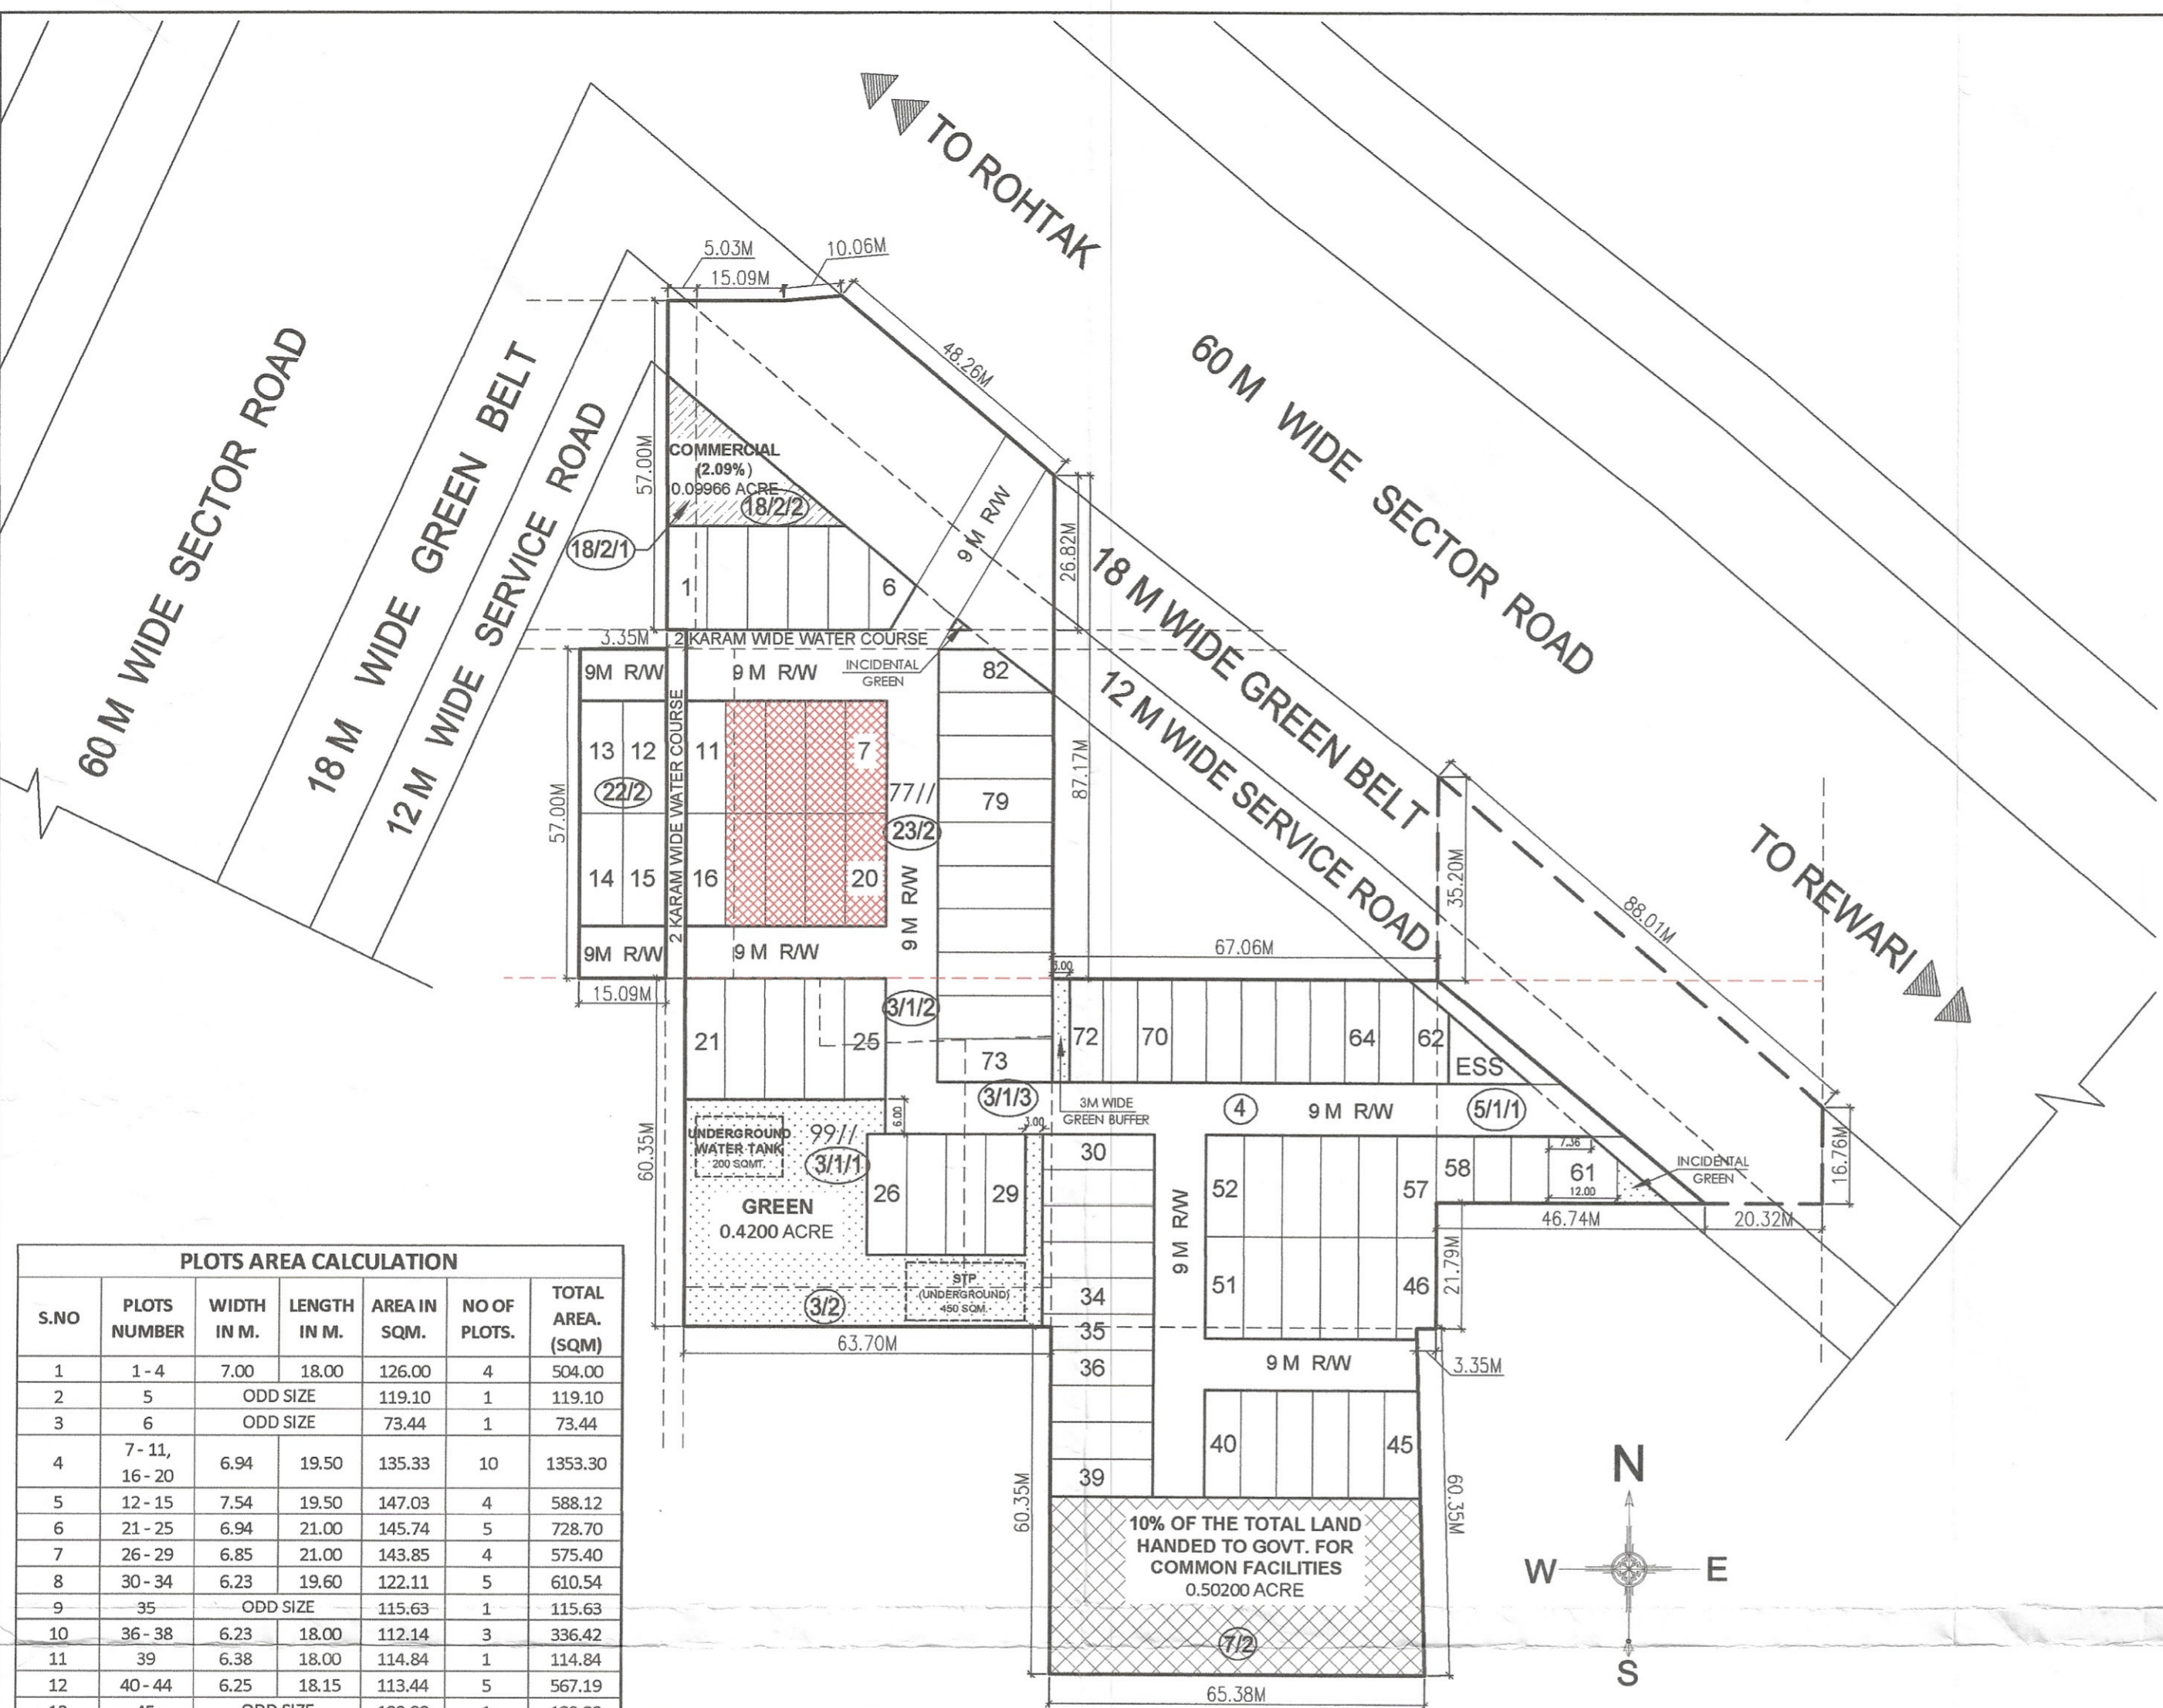 TO ROHTAK
5.03M
10.06M
15.09M
48.26M
60 M WIDE SECTOR ROAD
60 M WIDE SECTOR ROAD
18 M WIDE GREEN BELT
12 M WIDE SERVICE ROAD
57.00M
COMMERCIAL
(2.09%)
0.09966 ACRE
18/2/2
18/2/1
9 M R/W
26.82M
18 M WIDE GREEN BELT
12 M WIDE SERVICE ROAD
1
6
3.35M
2 KARAM WIDE WATER COURSE
9M R/W
9 M R/W
INCIDENTAL
GREEN
82
2 KARAM WIDE WATER COURSE
13
12
11
7
22/2
77//
79
87.17M
57.00M
23/2
14
15
16
20
9 M R/W
35.20M
88.01M
TO REWARI
9M R/W
9 M R/W
67.06M
3.00
15.09M
3/1/2
21
25
72
70
64
62
73
ESS
3/1/3
3M WIDE
GREEN BUFFER
4
9 M R/W
5/1/1
6.00
3.00
16.76M
UNDERGROUND
WATER TANK
200 SQMT.
99//
3/1/1
30
7.36
INCIDENTAL
GREEN
60.35M
26
29
52
57
58
61
12.00
GREEN
0.4200 ACRE
9 M R/W
46.74M
20.32M
21.79M
STP
(UNDERGROUND)
450 SQM.
3/2
34
51
46
35
63.70M
36
9 M R/W
3.35M
40
45
39
60.35M
60.35M
10% OF THE TOTAL LAND
HANDED TO GOVT. FOR
COMMON FACILITIES
0.50200 ACRE
7/2
65.38M
N
W
E
S
PLOTS AREA CALCULATION
S.NO PLOTS NUMBER WIDTH IN M. LENGTH IN M. AREA IN SQM. NO OF PLOTS. TOTAL AREA. (SQM)
1 1 - 4 7.00 18.00 126.00 4 504.00
2 5 ODD SIZE 119.10 1 119.10
3 6 ODD SIZE 73.44 1 73.44
4 7 - 11, 16 - 20 6.94 19.50 135.33 10 1353.30
5 12 - 15 7.54 19.50 147.03 4 588.12
6 21 - 25 6.94 21.00 145.74 5 728.70
7 26 - 29 6.85 21.00 143.85 4 575.40
8 30 - 34 6.23 19.60 122.11 5 610.54
9 35 ODD SIZE 115.63 1 115.63
10 36 - 38 6.23 18.00 112.14 3 336.42
11 39 6.38 18.00 114.84 1 114.84
12 40 - 44 6.25 18.15 113.44 5 567.19